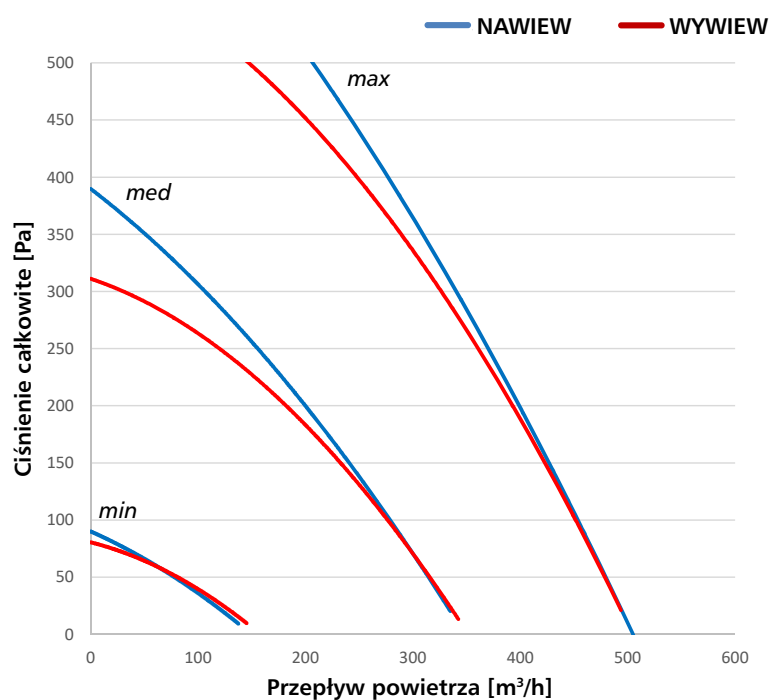 NAWIEW WYWIEW
Ciśnienie całkowite [Pa]
500
450
400
350
300
250
200
150
100
50
0
max
med
min
0 100 200 300 400 500 600
Przepływ powietrza [m³/h]